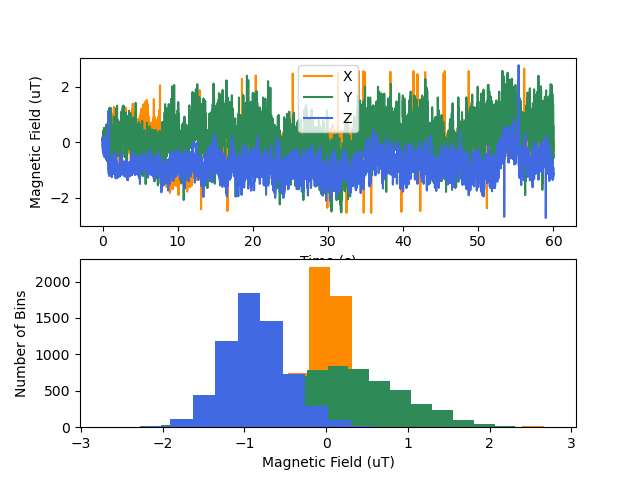 Magnetic Field (uT)
2
0
−2
X
Y
Z
0 10 20 30 40 50 60
Time (s)
Number of Bins
2000
1500
1000
500
0
−3 −2 −1 0 1 2 3
Magnetic Field (uT)